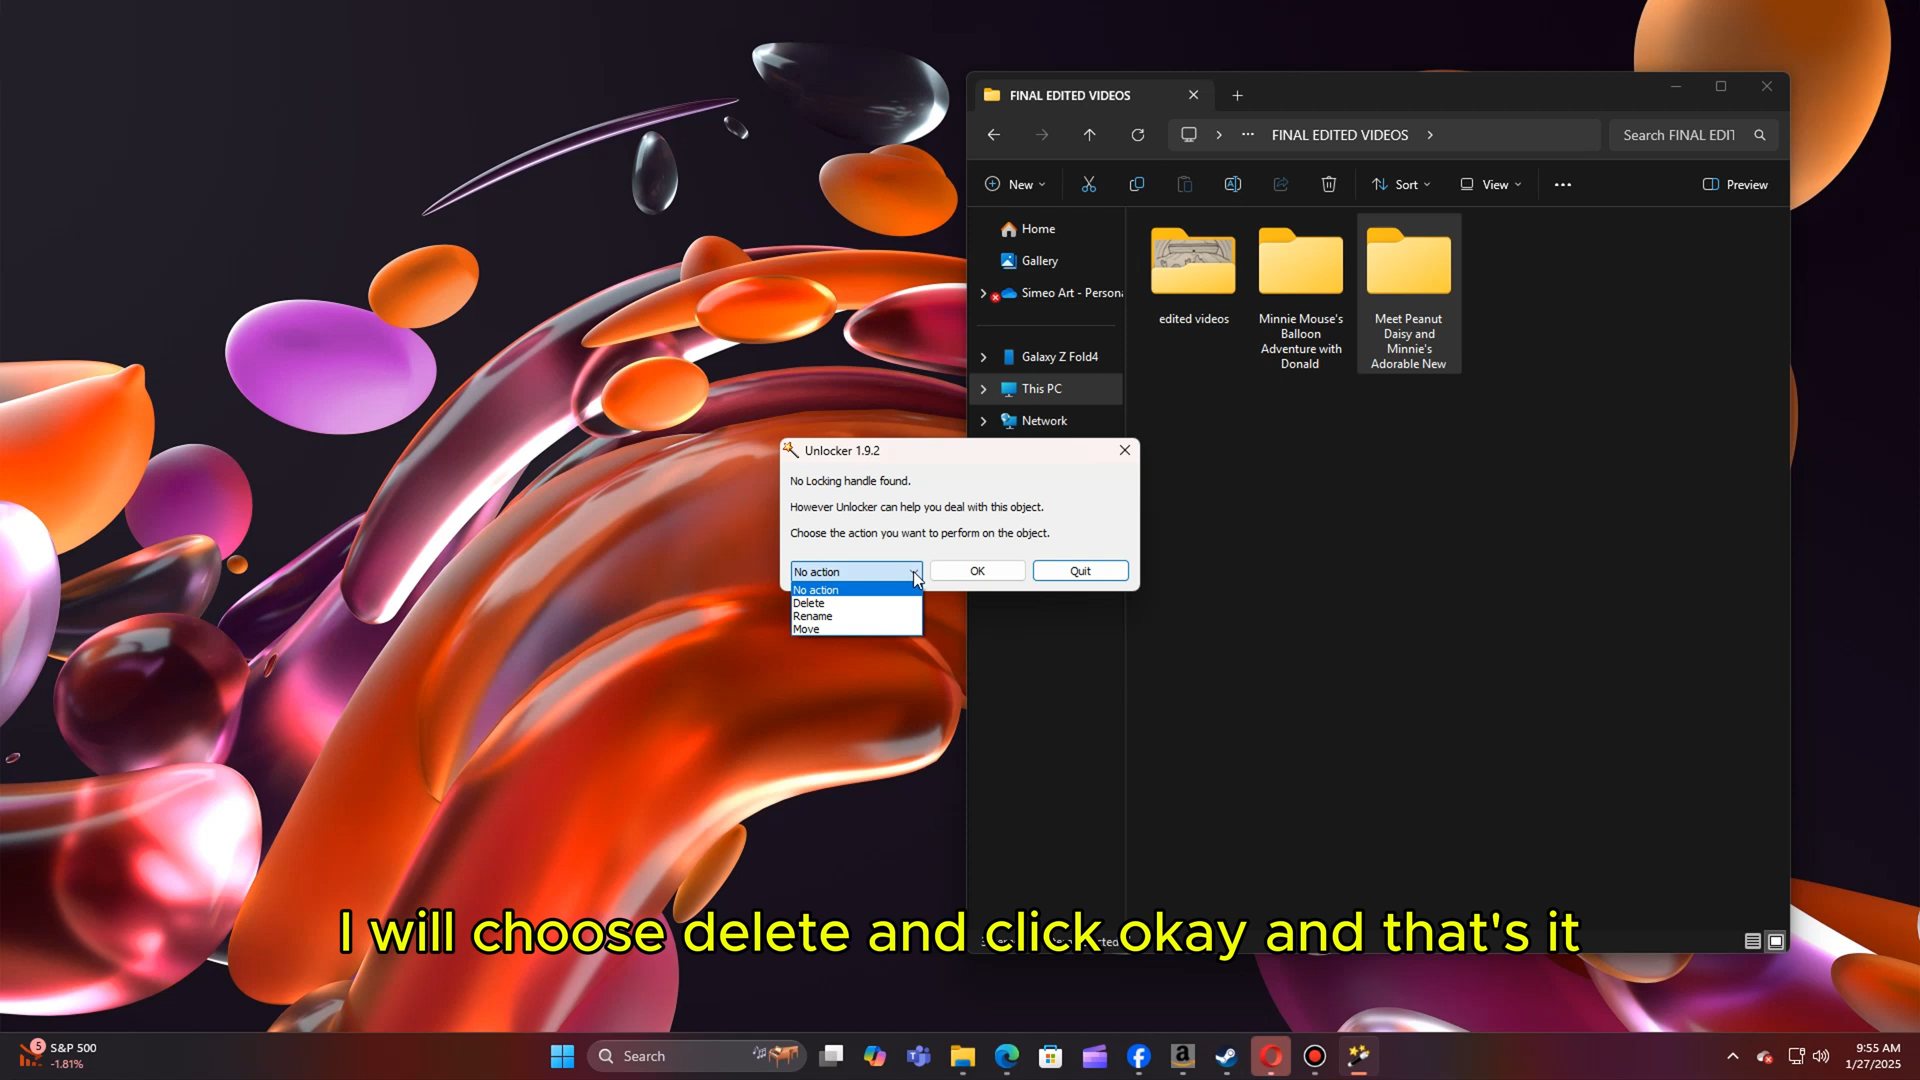 FINAL EDITED VIDEOS
FINAL EDITED VIDEOS
Search FINAL EDIT
New
Sort
View
Preview
Home
Gallery
Simeo Art - Persona
Galaxy Z Fold4
This PC
Network
edited videos
Minnie Mouse's
Balloon
Adventure with
Donald
Meet Peanut
Daisy and
Minnie's
Adorable New
Unlocker 1.9.2
No Locking handle found.
However Unlocker can help you deal with this object.
Choose the action you want to perform on the object.
No action
OK
Quit
No action
Delete
Rename
Move
I will choose delete and click okay and that's it
5
S&P 500
-1.81%
Search
9:55 AM
1/27/2025